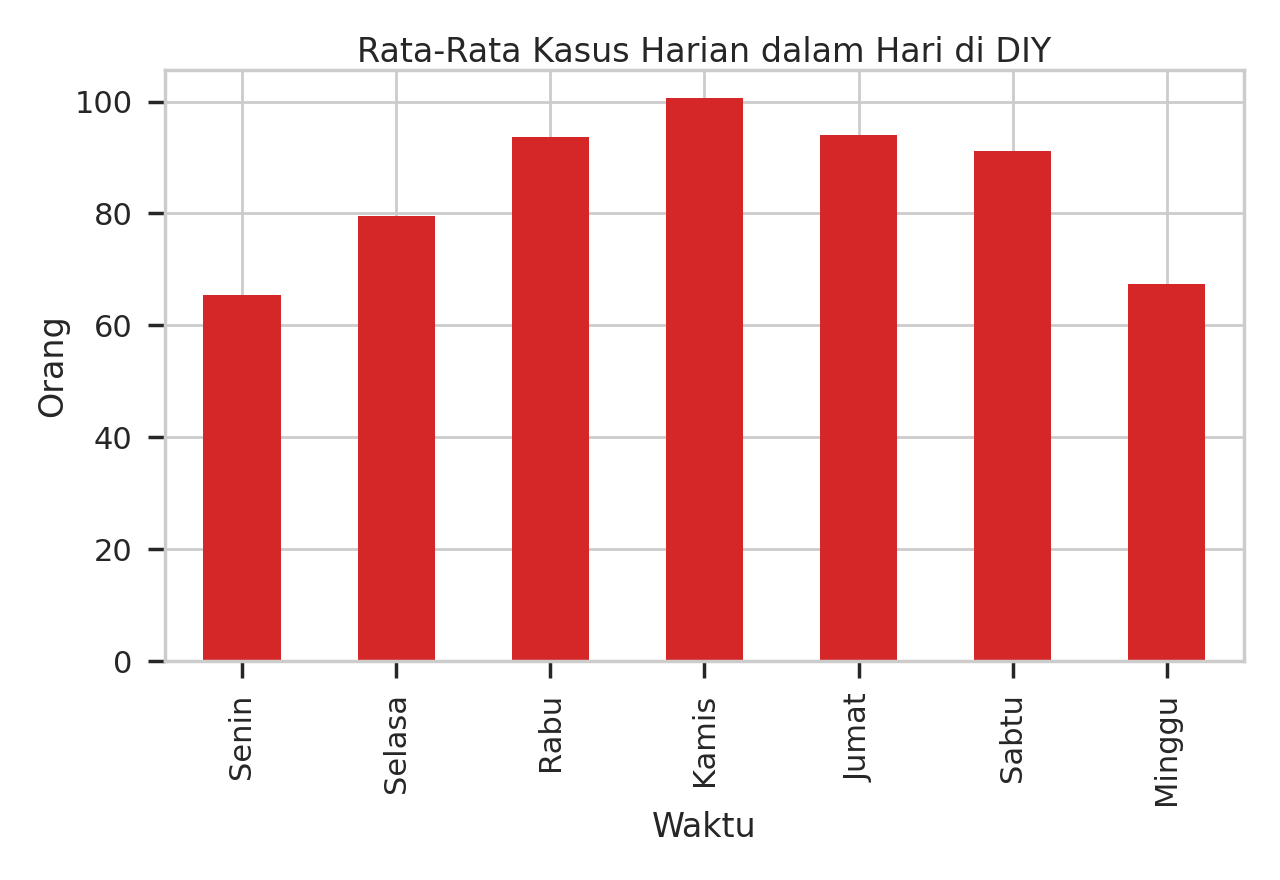 Rata-Rata Kasus Harian dalam Hari di DIY
100
80
60
40
20
0
Orang
Senin
Selasa
Rabu
Kamis
Jumat
Sabtu
Minggu
Waktu